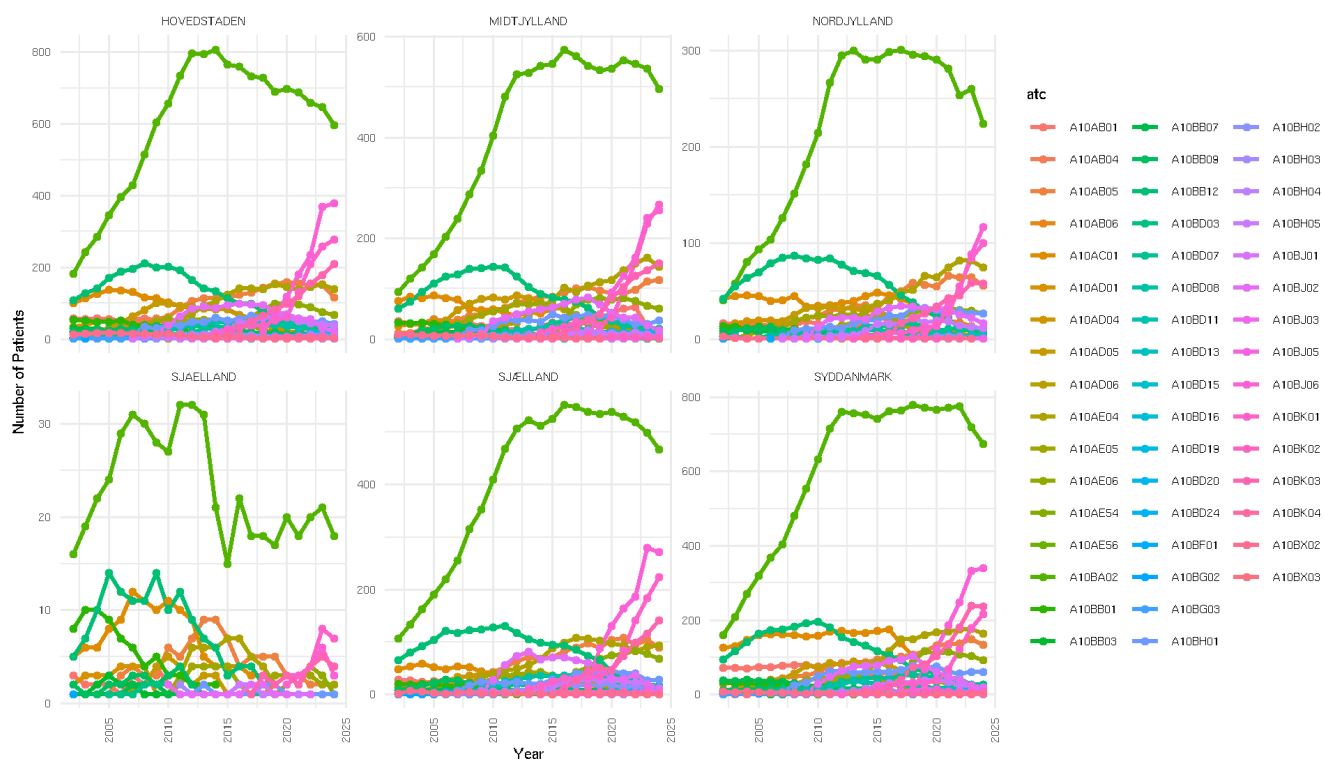 HOVEDSTADEN
MIDTJYLLAND
NORDJYLLAND
800
600
400
200
0
600
400
200
0
300
200
100
0
SJAELLAND
SJÆLLAND
SYDDANMARK
30
20
10
0
400
200
0
800
600
400
200
0
2005
2010
2015
2020
2025
2005
2010
2015
2020
2025
2005
2010
2015
2020
2025
Number of Patients
Year
atc
A10AB01
A10AB04
A10AB05
A10AB06
A10AC01
A10AD01
A10AD04
A10AD05
A10AD06
A10AE04
A10AE05
A10AE06
A10AE54
A10AE56
A10BA02
A10BB01
A10BB03
A10BB07
A10BB09
A10BB12
A10BD03
A10BD07
A10BD08
A10BD11
A10BD13
A10BD15
A10BD16
A10BD19
A10BD20
A10BD24
A10BF01
A10BG02
A10BG03
A10BH01
A10BH02
A10BH03
A10BH04
A10BH05
A10BJ01
A10BJ02
A10BJ03
A10BJ05
A10BJ06
A10BK01
A10BK02
A10BK03
A10BK04
A10BX02
A10BX03